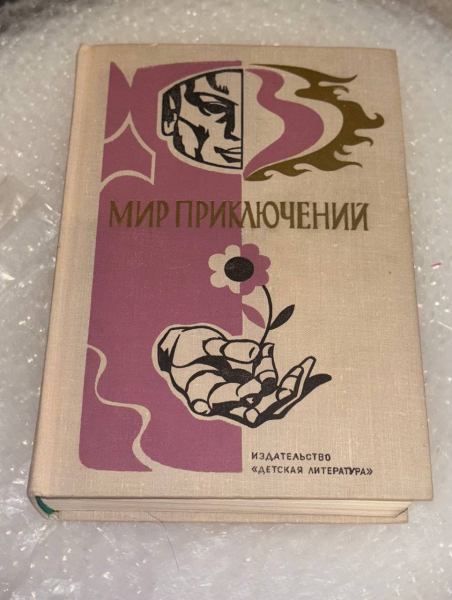 МИР ПРИКЛЮЧЕНИЙ
ИЗДАТЕЛЬСТВО
«ДЕТСКАЯ ЛИТЕРАТУРА»